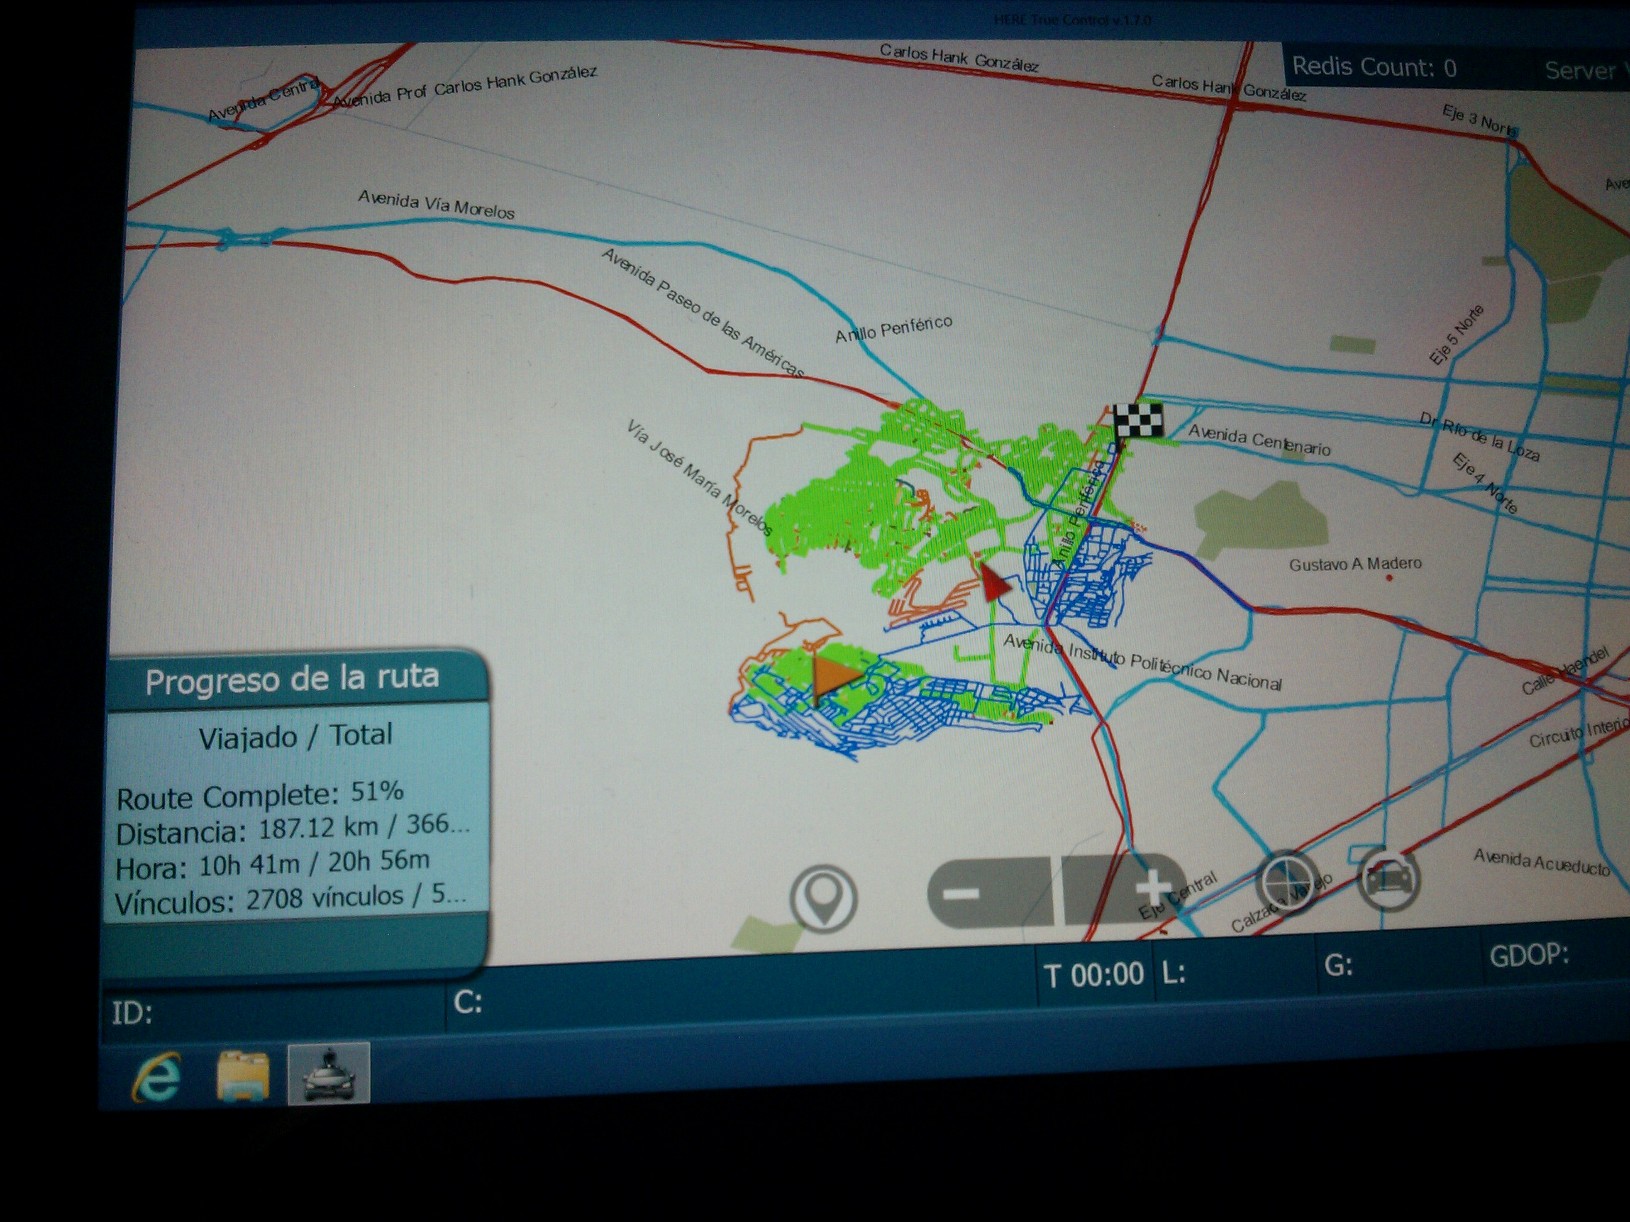 HERE True Control v.1.7.0
Redis Count: 0
Server
Carlos Hank González
Carlos Hank González
Avenida Central
Avenida Prof Carlos Hank González
Eje 3 Norte
Avenida Vía Morelos
Avenida Paseo de las Américas
Anillo Periférico
Eje 5 Norte
Vía José María Morelos
Avenida Centenario
Dr Río de la Loza
Eje 4 Norte
Anillo Periférico
Gustavo A Madero
Avenida Instituto Politécnico Nacional
Calle Haendel
Circuito Interio
Progreso de la ruta
Viajado / Total
Route Complete: 51%
Distancia: 187.12 km / 366...
Hora: 10h 41m / 20h 56m
Vínculos: 2708 vínculos / 5...
Avenida Acueducto
Eje Central
Calzada Vallejo
T 00:00
L:
G:
GDOP:
ID:
C: